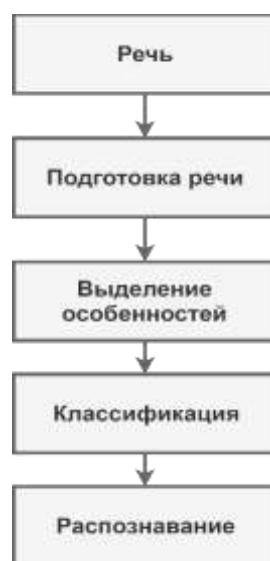 Речь
Подготовка речи
Выделение
особенностей
Классификация
Распознавание